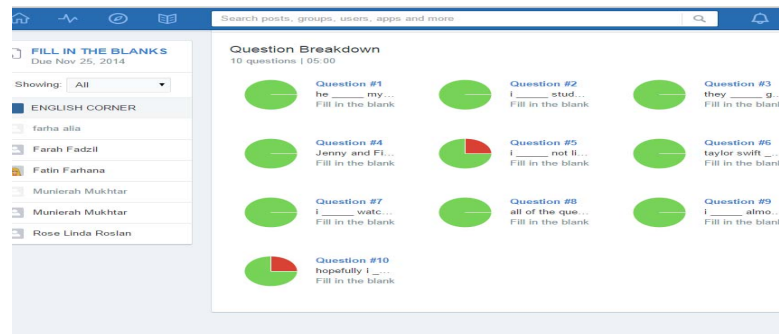 Search posts, groups, users, apps and more
FILL IN THE BLANKS
Due Nov 25, 2014
Showing: All
ENGLISH CORNER
farha alia
Farah Fadzil
Fatin Farhana
Munierah Mukhtar
Munierah Mukhtar
Rose Linda Roslan
Question Breakdown
10 questions | 05:00
Question #1
he _____ my...
Fill in the blank
Question #2
i _____ stud...
Fill in the blank
Question #3
they _____ g...
Fill in the blank
Question #4
Jenny and Fi...
Fill in the blank
Question #5
i _____ not li...
Fill in the blank
Question #6
taylor swift _...
Fill in the blank
Question #7
i _____ watc...
Fill in the blank
Question #8
all of the que...
Fill in the blank
Question #9
i _____ almo...
Fill in the blank
Question #10
hopefully i _...
Fill in the blank